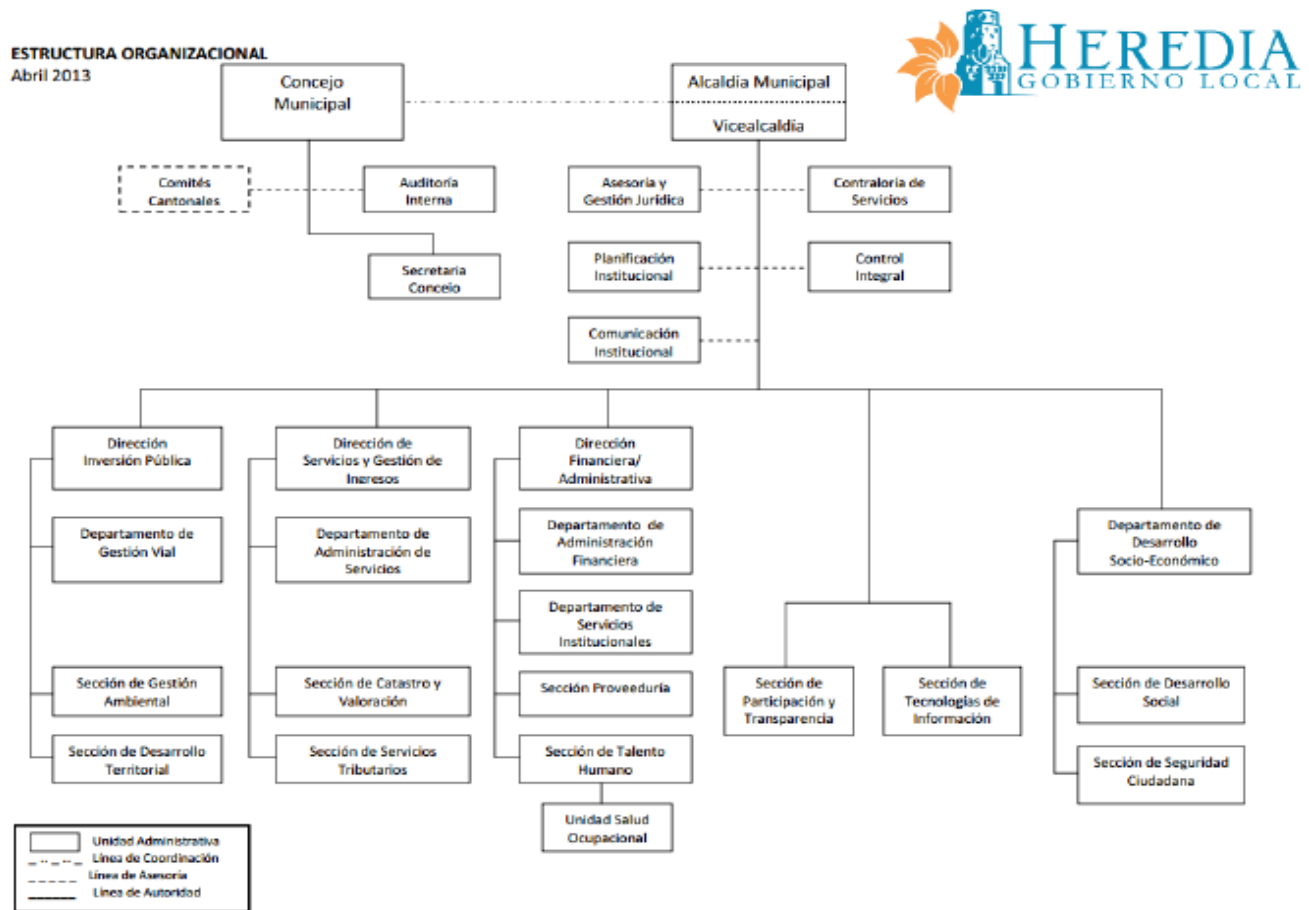 ESTRUCTURA ORGANIZACIONAL
Abril 2013
HEREDIA
GOBIERNO LOCAL
Concejo
Municipal
Alcaldía Municipal
Vicealcaldía
Comités
Cantonales
Auditoría
Interna
Asesoría y
Gestión Jurídica
Contraloría de
Servicios
Secretaria
Concejo
Planificación
Institucional
Control
Integral
Comunicación
Institucional
Dirección
Inversión Pública
Dirección de
Servicios y Gestión de
Ingresos
Dirección
Financiera/
Administrativa
Departamento de
Gestión Vial
Departamento de
Administración de
Servicios
Departamento de
Administración
Financiera
Departamento de
Desarrollo
Socio-Económico
Departamento de
Servicios
Institucionales
Sección de Gestión
Ambiental
Sección de Catastro y
Valoración
Sección Proveeduría
Sección de
Participación y
Transparencia
Sección de
Tecnologías de
Información
Sección de Desarrollo
Social
Sección de Desarrollo
Territorial
Sección de Servicios
Tributarios
Sección de Talento
Humano
Sección de Seguridad
Ciudadana
Unidad Salud
Ocupacional
Unidad Administrativa
Línea de Coordinación
Línea de Asesoría
Línea de Autoridad